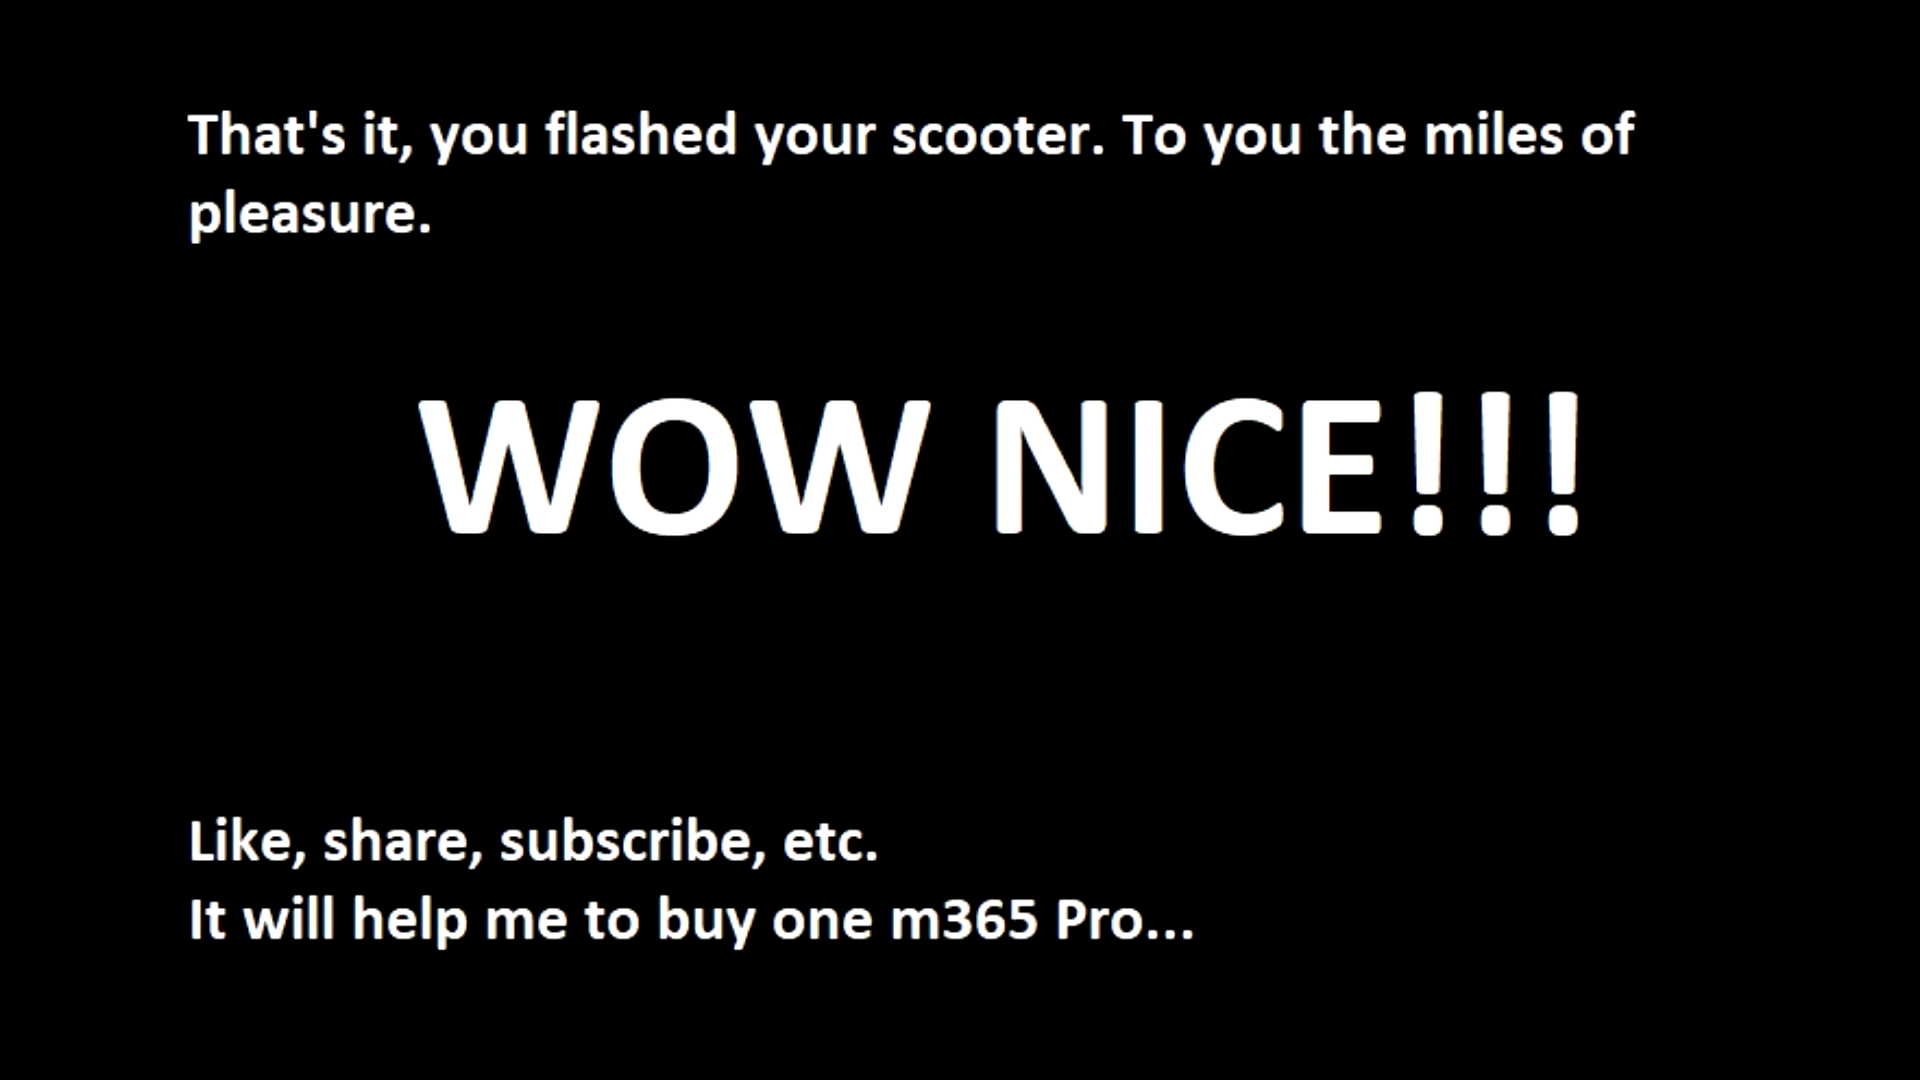 That's it, you flashed your scooter. To you the miles of
pleasure.
WOW NICE!!!
Like, share, subscribe, etc.
It will help me to buy one m365 Pro...